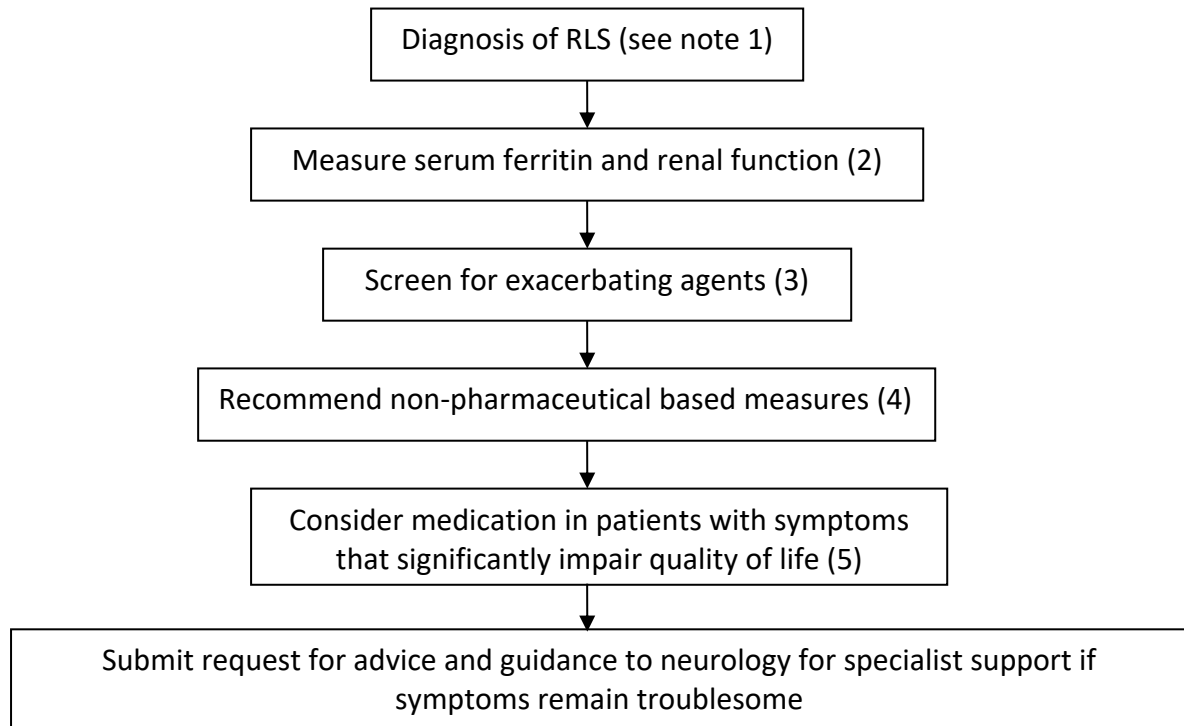 Diagnosis of RLS (see note 1)
Measure serum ferritin and renal function (2)
Screen for exacerbating agents (3)
Recommend non-pharmaceutical based measures (4)
Consider medication in patients with symptoms
that significantly impair quality of life (5)
Submit request for advice and guidance to neurology for specialist support if
symptoms remain troublesome